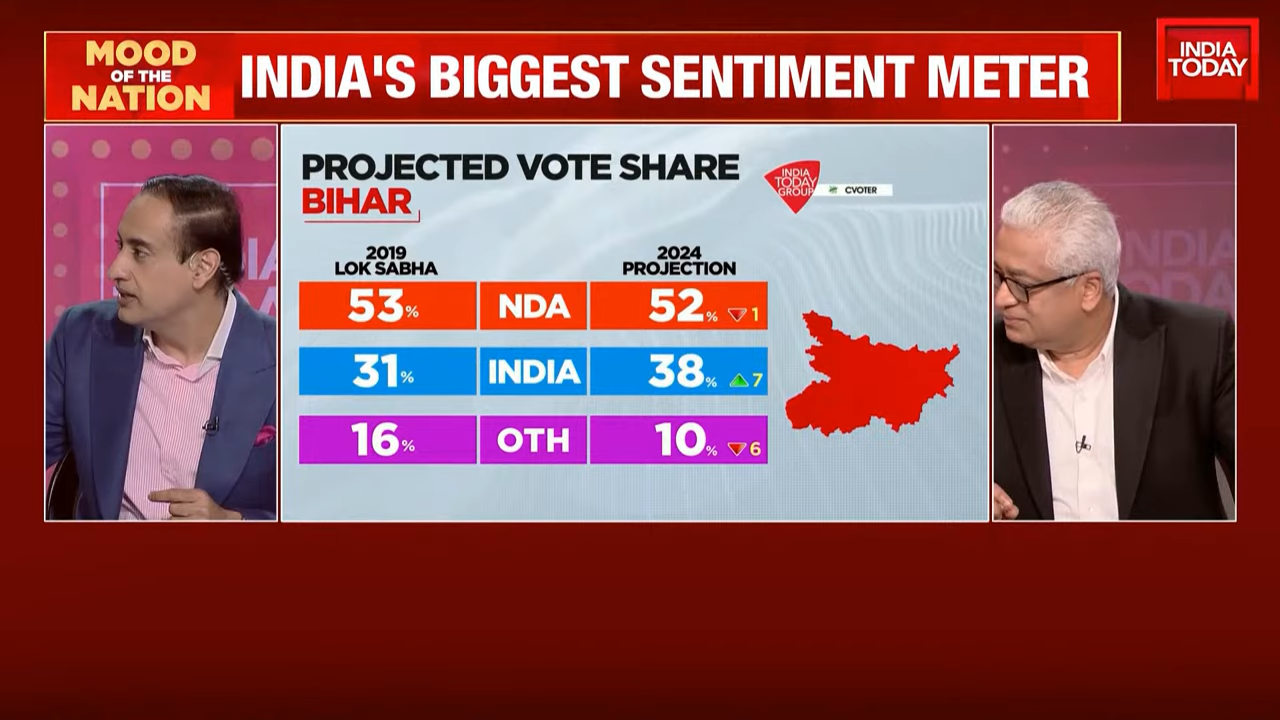 MOOD
OF THE
NATION
INDIA'S BIGGEST SENTIMENT METER
INDIA
TODAY
PROJECTED VOTE SHARE
BIHAR
INDIA
TODAY
GROUP
CVOTER
2019
LOK SABHA
2024
PROJECTION
53% NDA 52% 1
31% INDIA 38% 7
16% OTH 10% 6